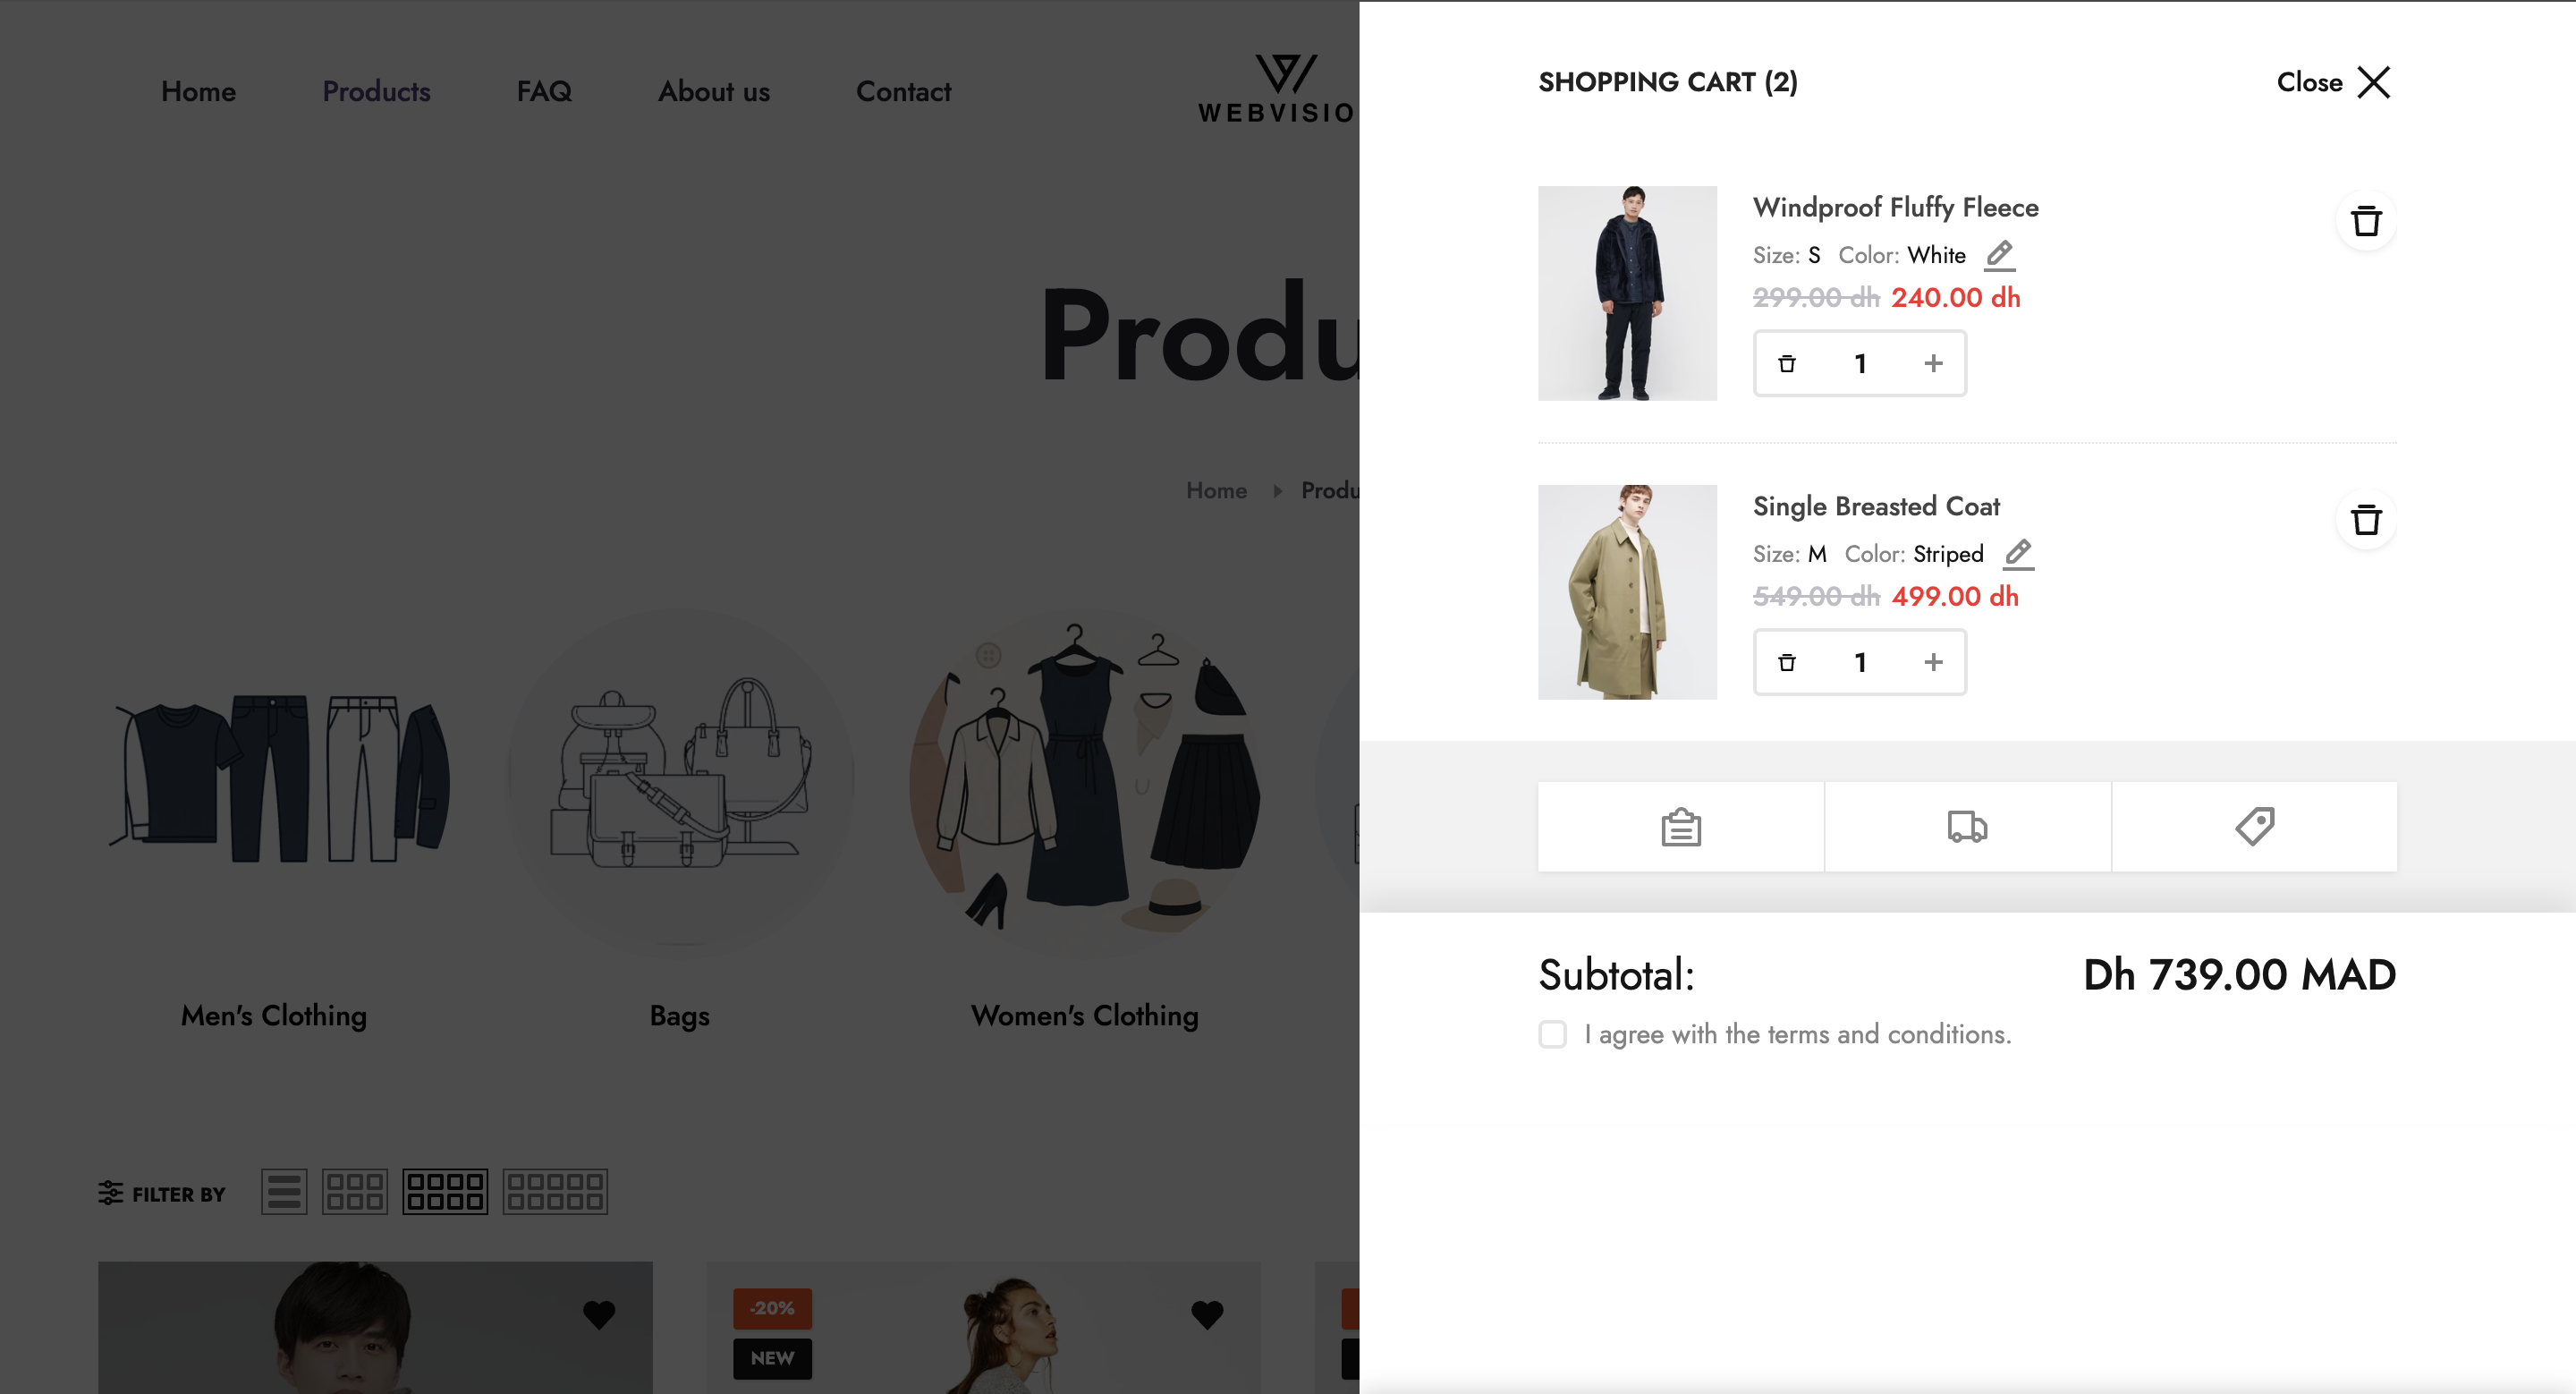 Home Products FAQ About us Contact
WEBVISIO
Produ
Home Produ
Men's Clothing Bags Women's Clothing
FILTER BY
-20%
NEW
SHOPPING CART (2) Close
Windproof Fluffy Fleece
Size: S Color: White
299.00 dh 240.00 dh
1
Single Breasted Coat
Size: M Color: Striped
549.00 dh 499.00 dh
1
Subtotal: Dh 739.00 MAD
I agree with the terms and conditions.